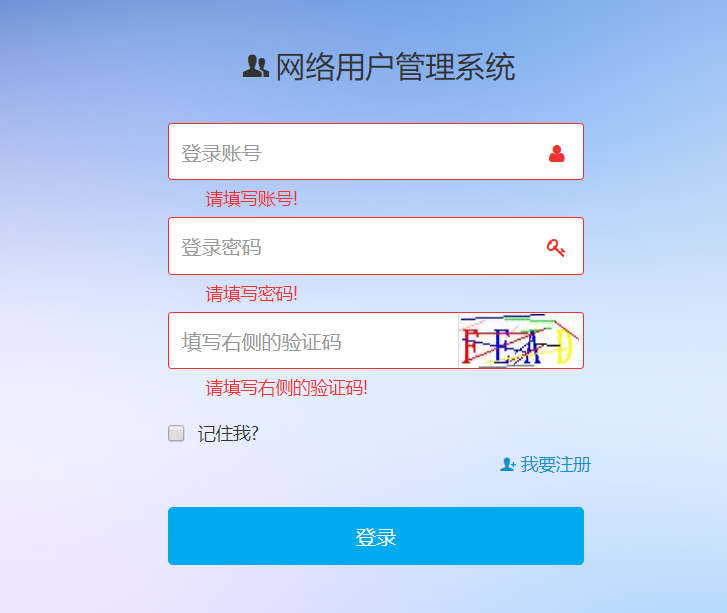 网络用户管理系统
登录账号
请填写账号!
登录密码
请填写密码!
填写右侧的验证码
FEAD
请填写右侧的验证码!
记住我?
我要注册
登录